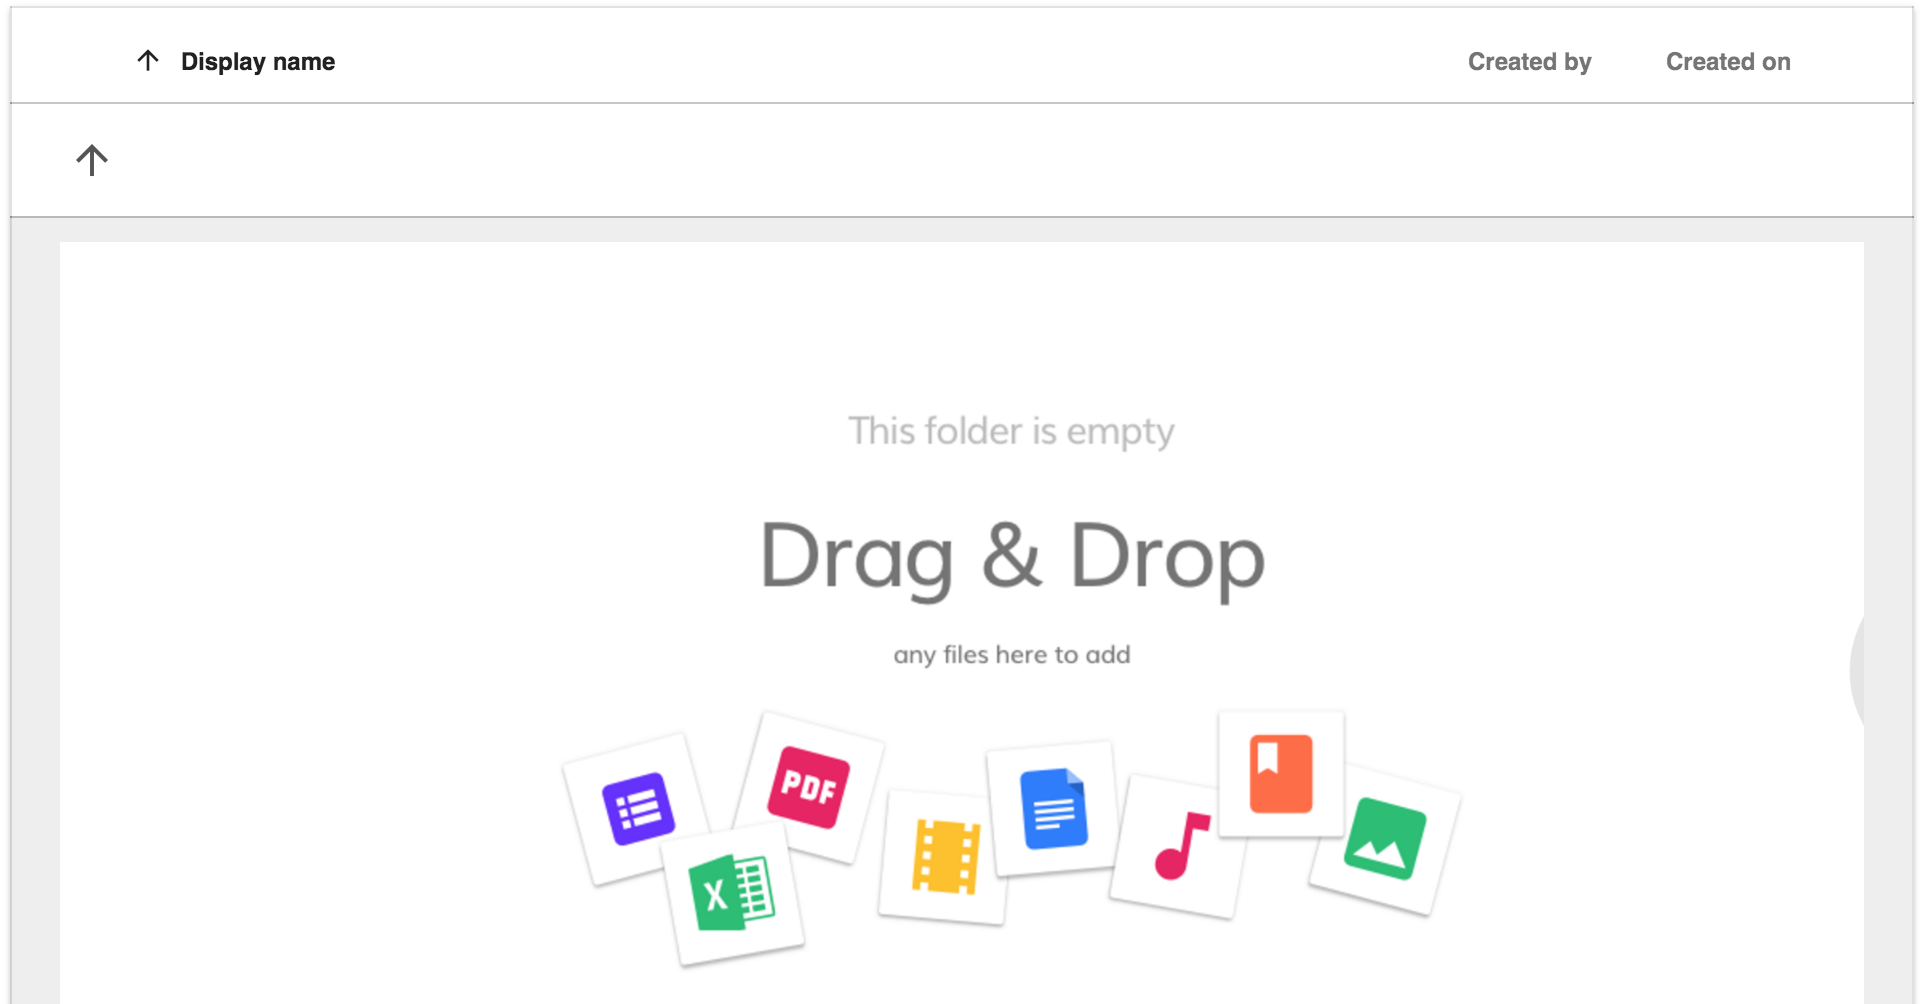 Display name Created by Created on
This folder is empty
Drag & Drop
any files here to add
PDF
X